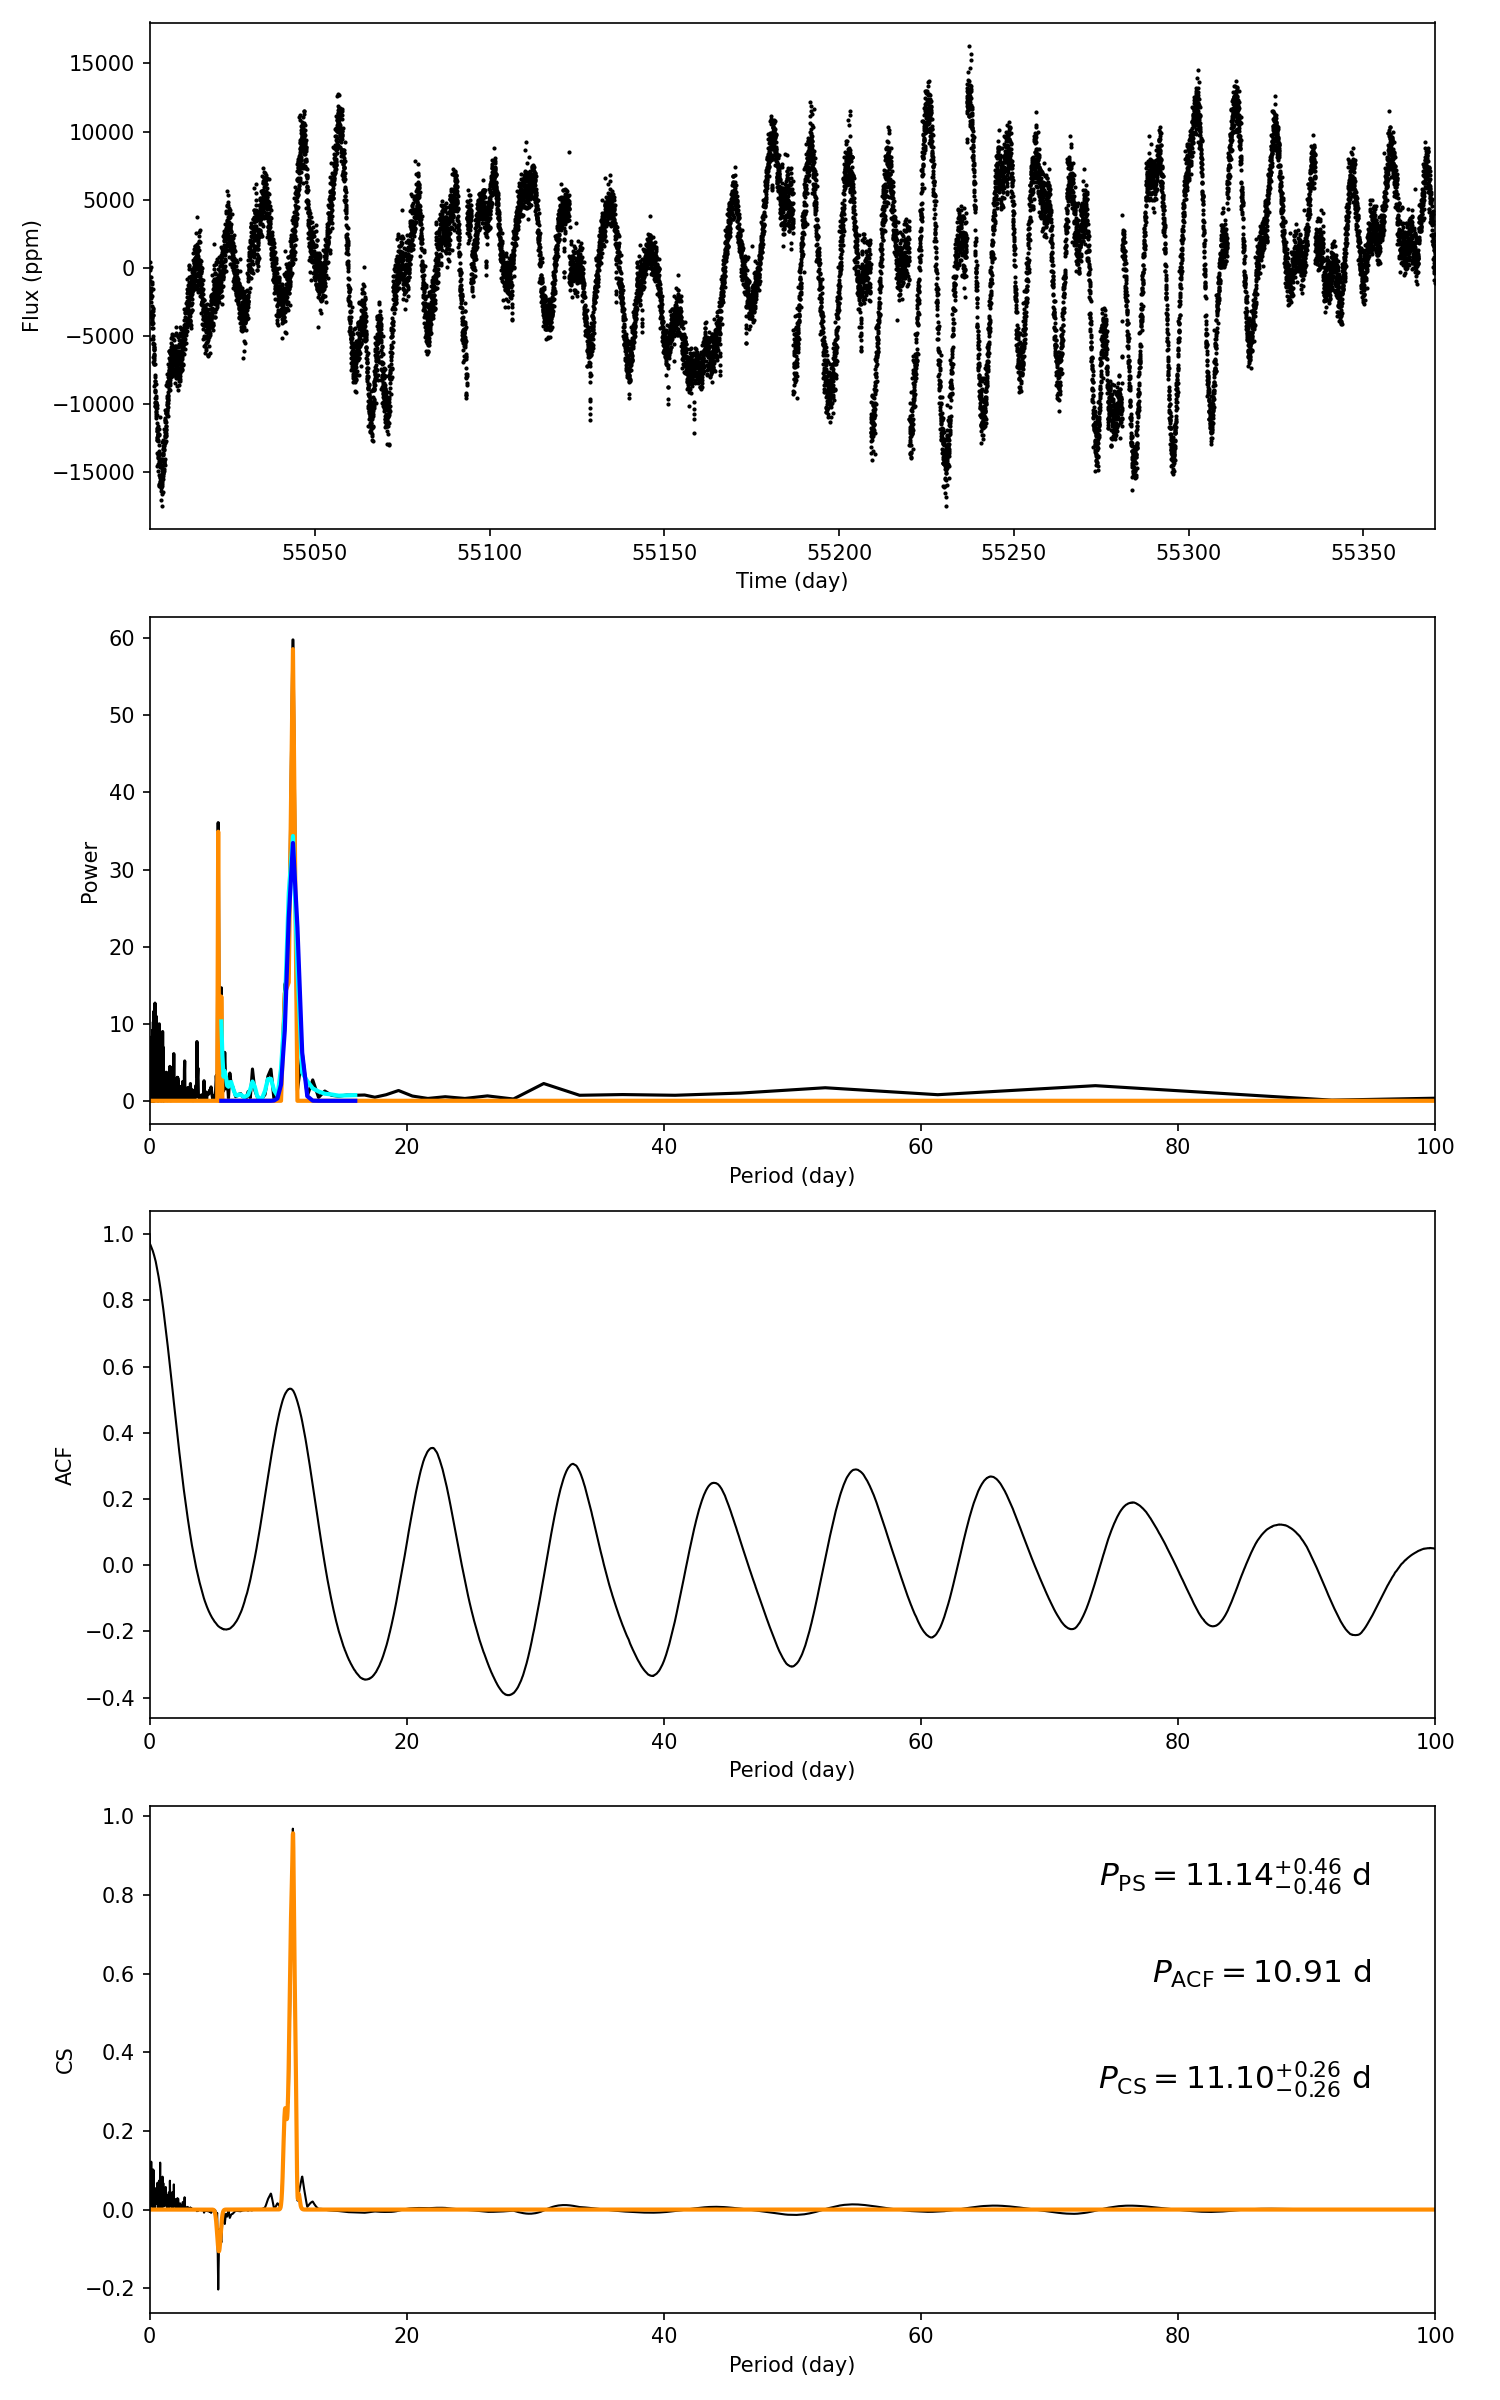 15000
10000
5000
0
−5000
−10000
−15000
Flux (ppm)
55050 55100 55150 55200 55250 55300 55350
Time (day)
60
50
40
30
20
10
0
Power
0 20 40 60 80 100
Period (day)
1.0
0.8
0.6
0.4
0.2
0.0
−0.2
−0.4
ACF
0 20 40 60 80 100
Period (day)
1.0
0.8
0.6
0.4
0.2
0.0
−0.2
CS
P_PS = 11.14^{+0.46}_{−0.46} d
P_ACF = 10.91 d
P_CS = 11.10^{+0.26}_{−0.26} d
0 20 40 60 80 100
Period (day)